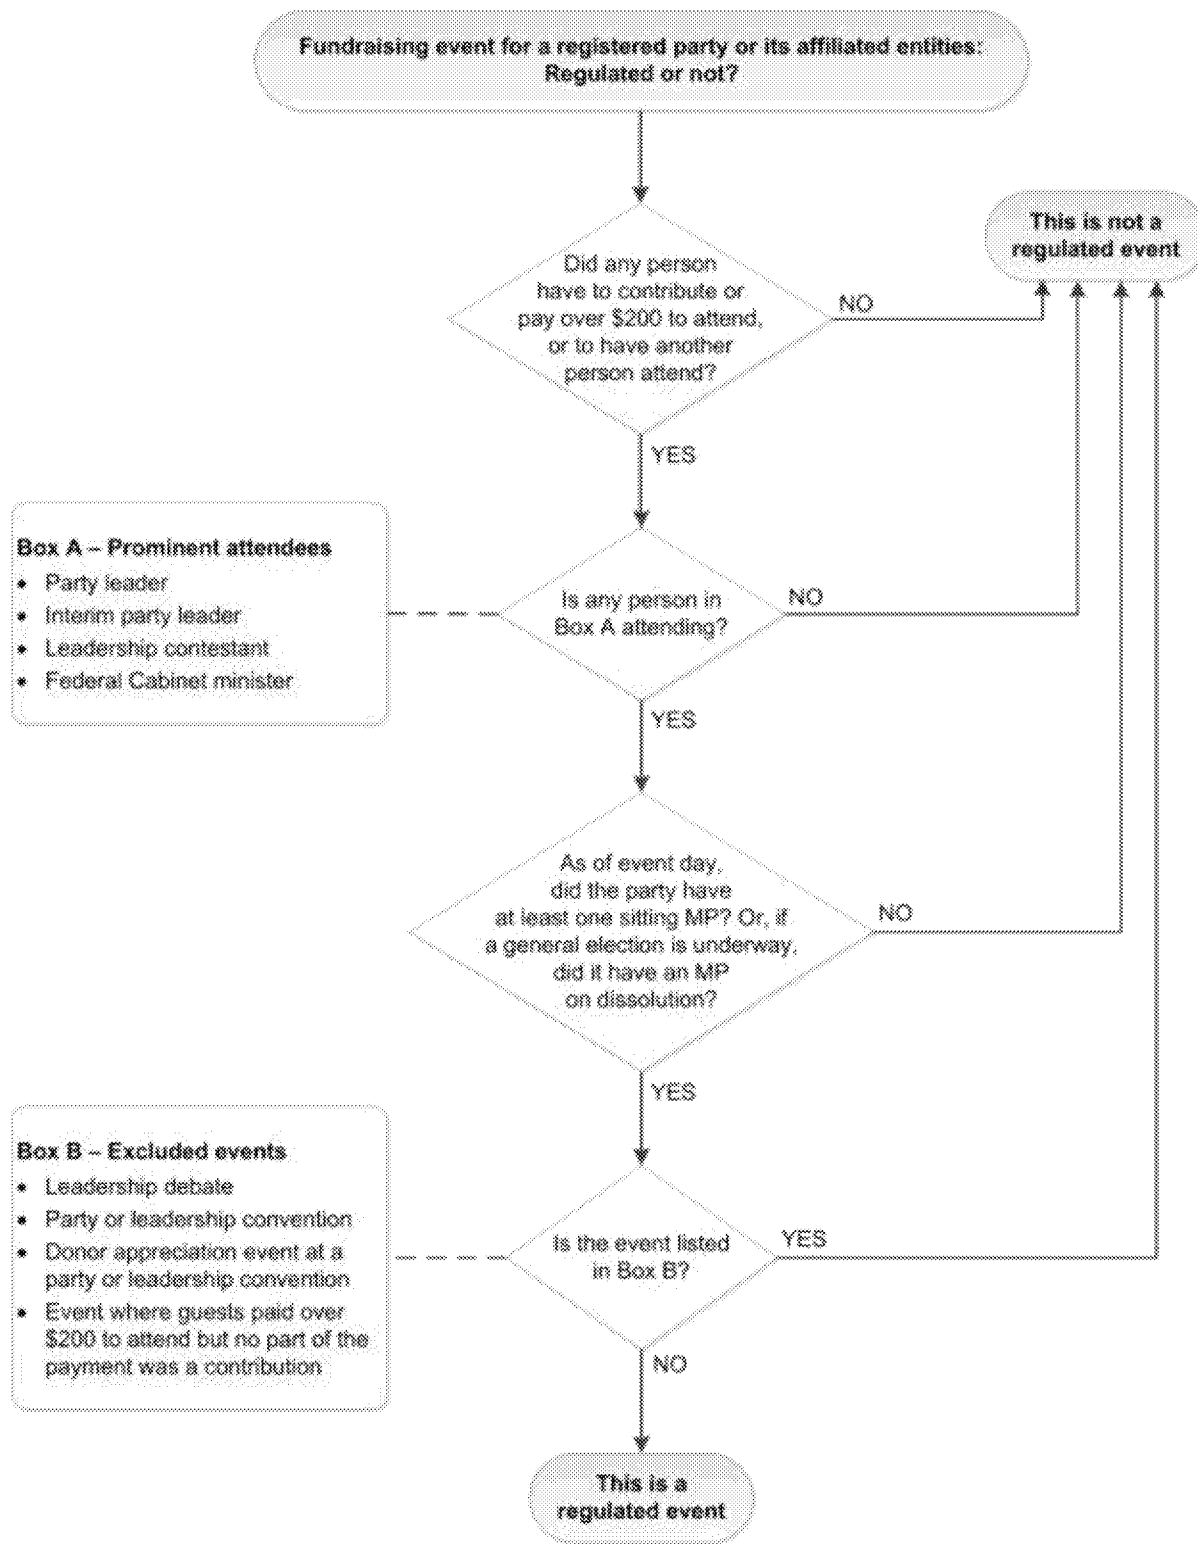 Fundraising event for a registered party or its affiliated entities:
Regulated or not?
This is not a
regulated event
Did any person
have to contribute or
pay over $200 to attend,
or to have another
person attend?
NO
YES
Box A – Prominent attendees
• Party leader
• Interim party leader
• Leadership contestant
• Federal Cabinet minister
Is any person in
Box A attending?
NO
YES
As of event day,
did the party have
at least one sitting MP? Or, if
a general election is underway,
did it have an MP
on dissolution?
NO
YES
Box B – Excluded events
• Leadership debate
• Party or leadership convention
• Donor appreciation event at a
party or leadership convention
• Event where guests paid over
$200 to attend but no part of the
payment was a contribution
Is the event listed
in Box B?
YES
NO
This is a
regulated event